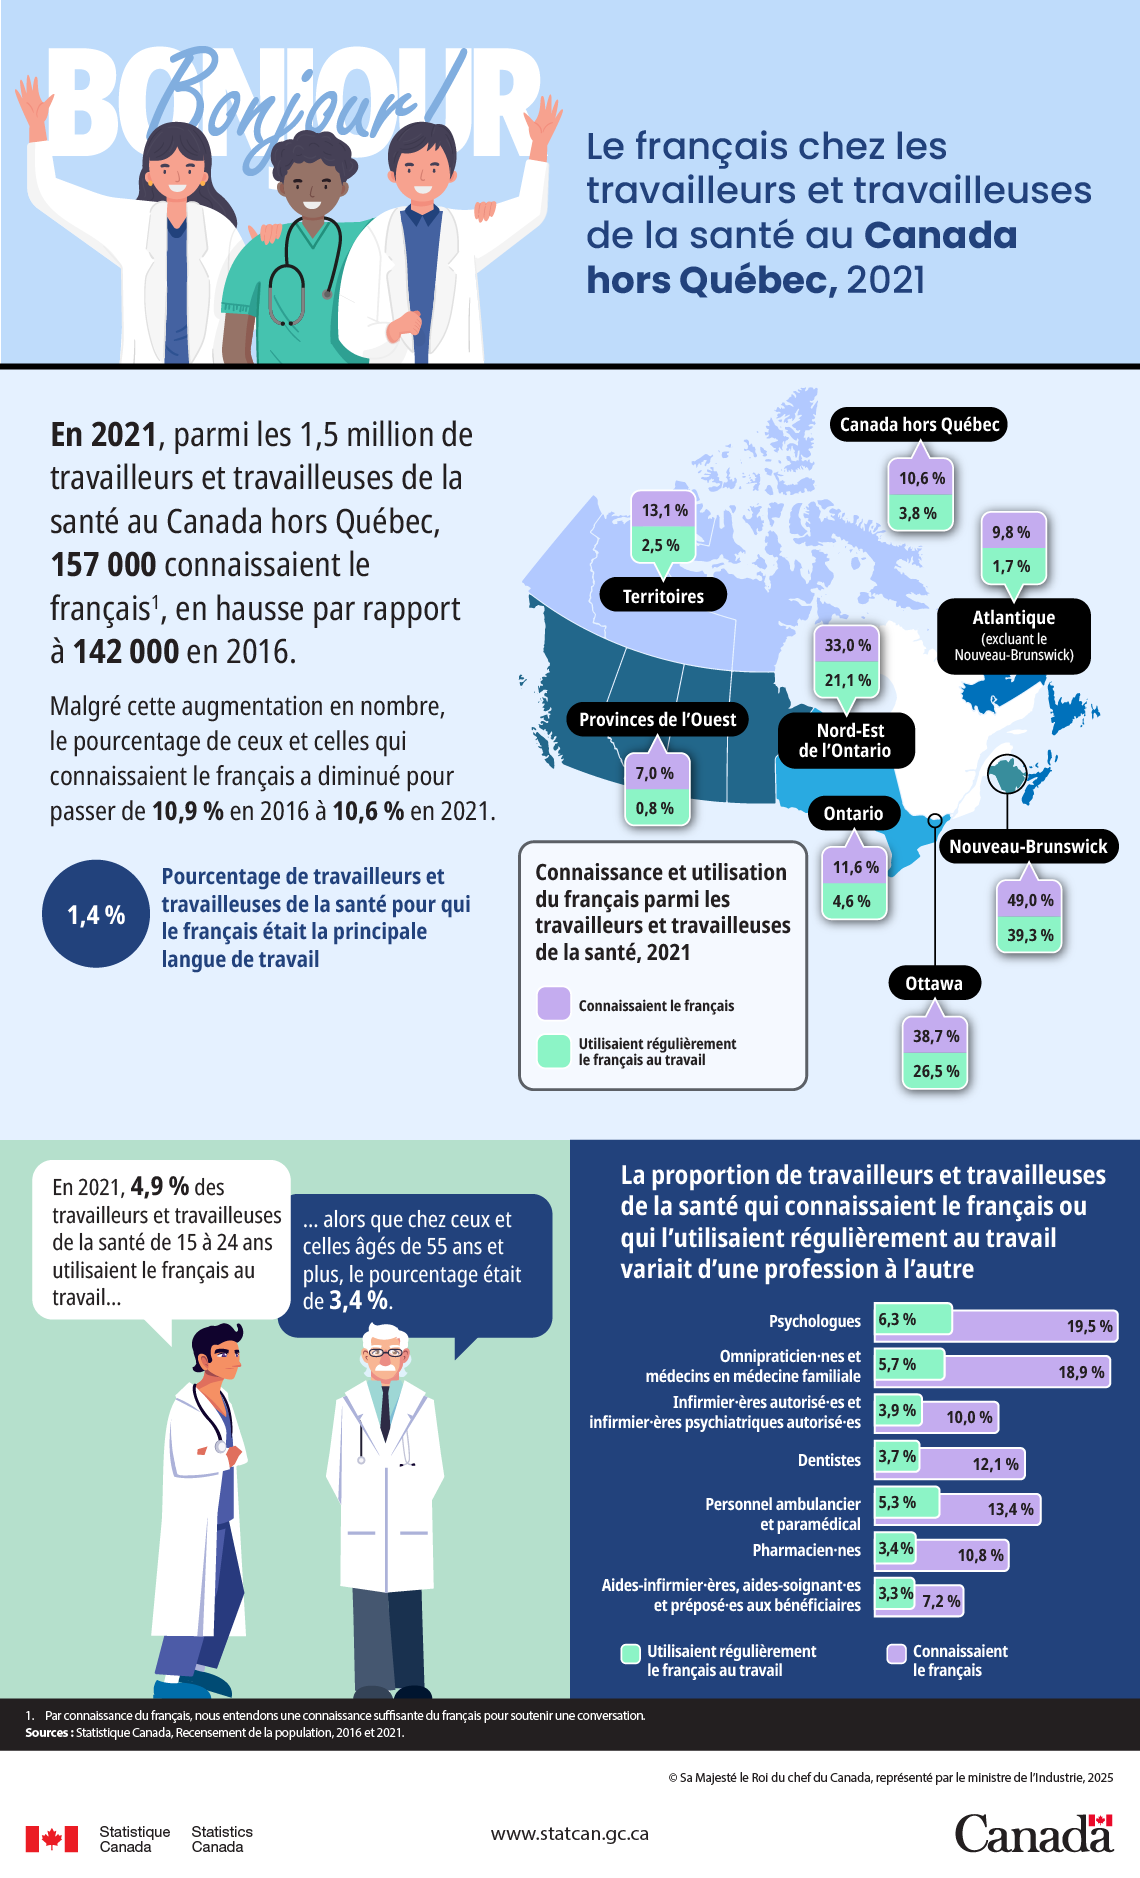 BONJOUR
Bonjour!
Le français chez les
travailleurs et travailleuses
de la santé au Canada
hors Québec, 2021
En 2021, parmi les 1,5 million de
travailleurs et travailleuses de la
santé au Canada hors Québec,
157 000 connaissaient le
français1, en hausse par rapport
à 142 000 en 2016.
Malgré cette augmentation en nombre,
le pourcentage de ceux et celles qui
connaissaient le français a diminué pour
passer de 10,9 % en 2016 à 10,6 % en 2021.
1,4 %
Pourcentage de travailleurs et
travailleuses de la santé pour qui
le français était la principale
langue de travail
Canada hors Québec
10,6 %
3,8 %
13,1 %
2,5 %
Territoires
9,8 %
1,7 %
Atlantique
(excluant le
Nouveau-Brunswick)
33,0 %
21,1 %
Nord-Est
de l'Ontario
Provinces de l'Ouest
7,0 %
0,8 %
Ontario
11,6 %
4,6 %
Nouveau-Brunswick
49,0 %
39,3 %
Ottawa
38,7 %
26,5 %
Connaissance et utilisation
du français parmi les
travailleurs et travailleuses
de la santé, 2021
Connaissaient le français
Utilisaient régulièrement
le français au travail
En 2021, 4,9 % des
travailleurs et travailleuses
de la santé de 15 à 24 ans
utilisaient le français au
travail...
... alors que chez ceux et
celles âgés de 55 ans et
plus, le pourcentage était
de 3,4 %.
La proportion de travailleurs et travailleuses
de la santé qui connaissaient le français ou
qui l'utilisaient régulièrement au travail
variait d'une profession à l'autre
Psychologues
6,3 %
19,5 %
Omnipraticien·nes et
médecins en médecine familiale
5,7 %
18,9 %
Infirmier·ères autorisé·es et
infirmier·ères psychiatriques autorisé·es
3,9 %
10,0 %
Dentistes
3,7 %
12,1 %
Personnel ambulancier
et paramédical
5,3 %
13,4 %
Pharmacien·nes
3,4 %
10,8 %
Aides-infirmier·ères, aides-soignant·es
et préposé·es aux bénéficiaires
3,3 %
7,2 %
Utilisaient régulièrement
le français au travail
Connaissaient
le français
1. Par connaissance du français, nous entendons une connaissance suffisante du français pour soutenir une conversation.
Sources : Statistique Canada, Recensement de la population, 2016 et 2021.
© Sa Majesté le Roi du chef du Canada, représenté par le ministre de l'Industrie, 2025
Statistique
Canada
Statistics
Canada
www.statcan.gc.ca
Canada